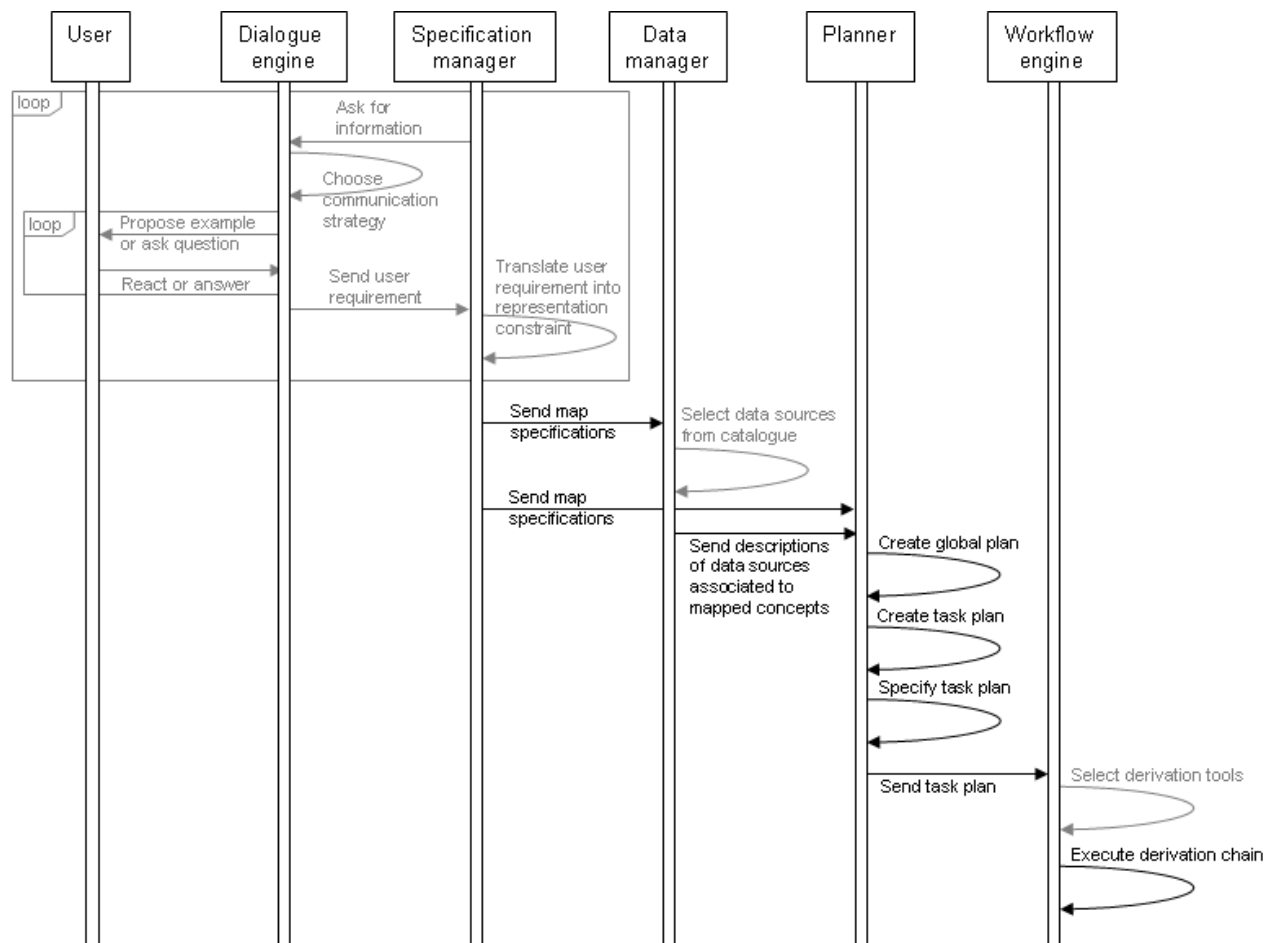 User
Dialogue
engine
Specification
manager
Data
manager
Planner
Workflow
engine
loop
Ask for
information
Choose
communication
strategy
loop
Propose example
or ask question
React or answer
Send user
requirement
Translate user
requirement into
representation
constraint
Send map
specifications
Select data sources
from catalogue
Send map
specifications
Send descriptions
of data sources
associated to
mapped concepts
Create global plan
Create task plan
Specify task plan
Send task plan
Select derivation tools
Execute derivation chain